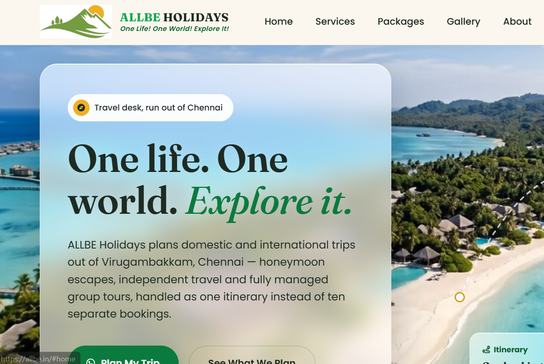 ALLBE HOLIDAYS
One Life! One World! Explore It!
Home Services Packages Gallery About
Travel desk, run out of Chennai
One life. One
world. Explore it.
ALLBE Holidays plans domestic and international trips
out of Virugambakkam, Chennai — honeymoon
escapes, independent travel and fully managed
group tours, handled as one itinerary instead of ten
separate bookings.
Plan My Trip
See What We Plan
Itinerary